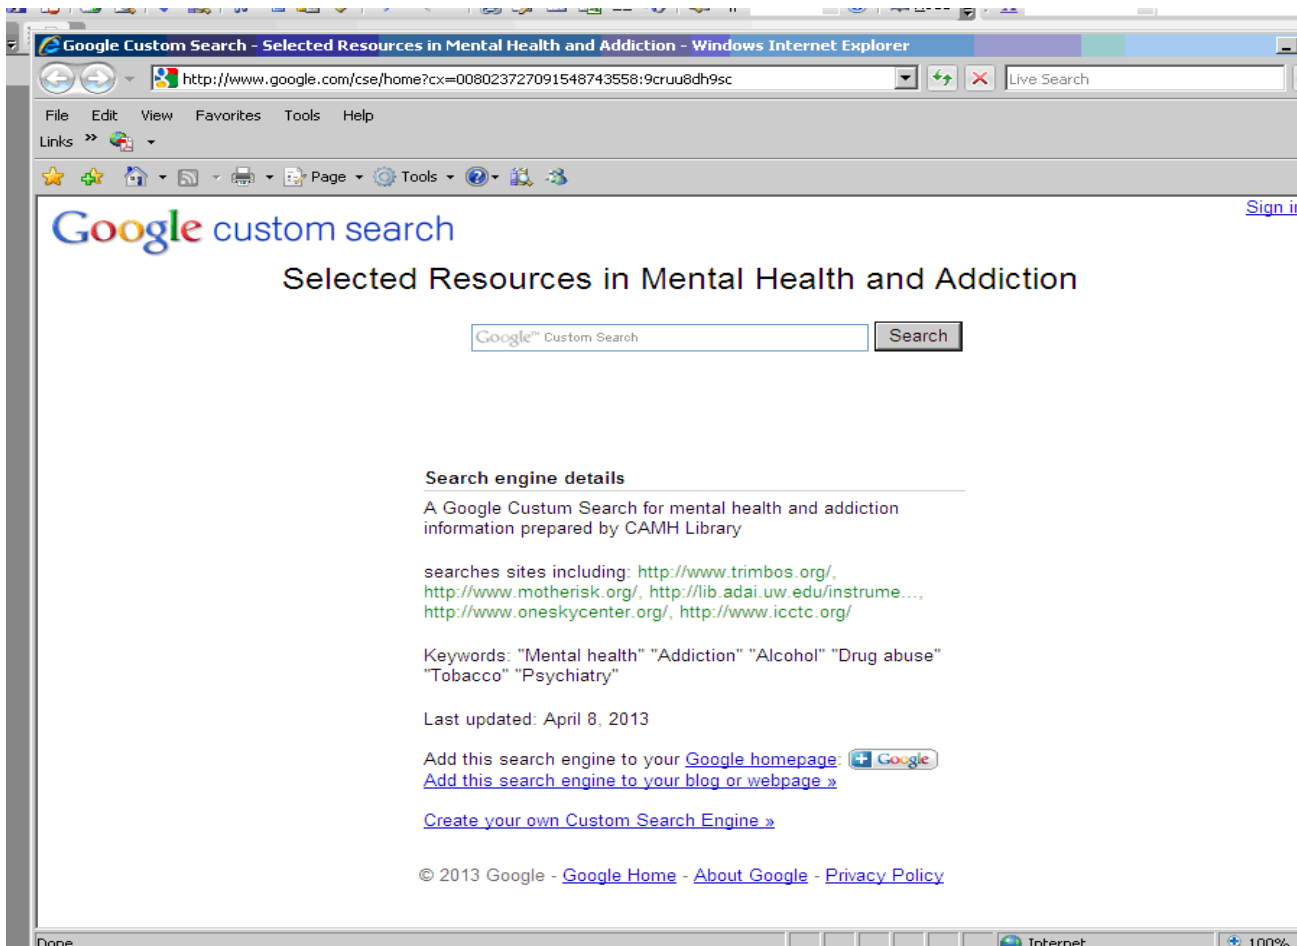 Google Custom Search - Selected Resources in Mental Health and Addiction - Windows Internet Explorer
http://www.google.com/cse/home?cx=008023727091548743558:9cruu8dh9sc Live Search
File Edit View Favorites Tools Help
Links »
Page Tools
Sign in
Google custom search
Selected Resources in Mental Health and Addiction
Google™ Custom Search Search
Search engine details
A Google Custum Search for mental health and addiction
information prepared by CAMH Library
searches sites including: http://www.trimbos.org/,
http://www.motherisk.org/, http://lib.adai.uw.edu/instrume...,
http://www.oneskycenter.org/, http://www.icctc.org/
Keywords: "Mental health" "Addiction" "Alcohol" "Drug abuse"
"Tobacco" "Psychiatry"
Last updated: April 8, 2013
Add this search engine to your Google homepage: + Google
Add this search engine to your blog or webpage »
Create your own Custom Search Engine »
© 2013 Google - Google Home - About Google - Privacy Policy
Done Internet 100%